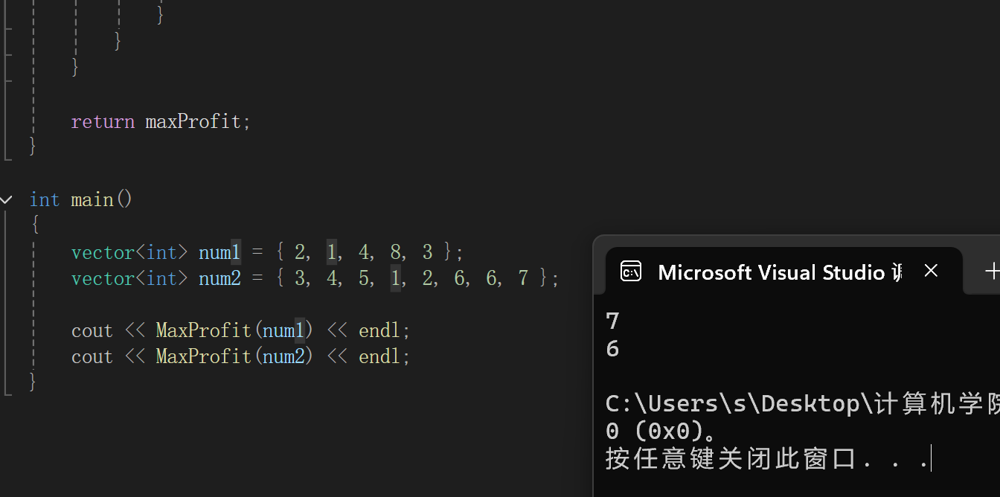 }
}
}
return maxProfit;
}
int main()
{
vector<int> num1 = { 2, 1, 4, 8, 3 };
vector<int> num2 = { 3, 4, 5, 1, 2, 6, 6, 7 };
cout << MaxProfit(num1) << endl;
cout << MaxProfit(num2) << endl;
}
Microsoft Visual Studio
7
6
C:\Users\s\Desktop\计算机学院
0 (0x0)。
按任意键关闭此窗口. . .